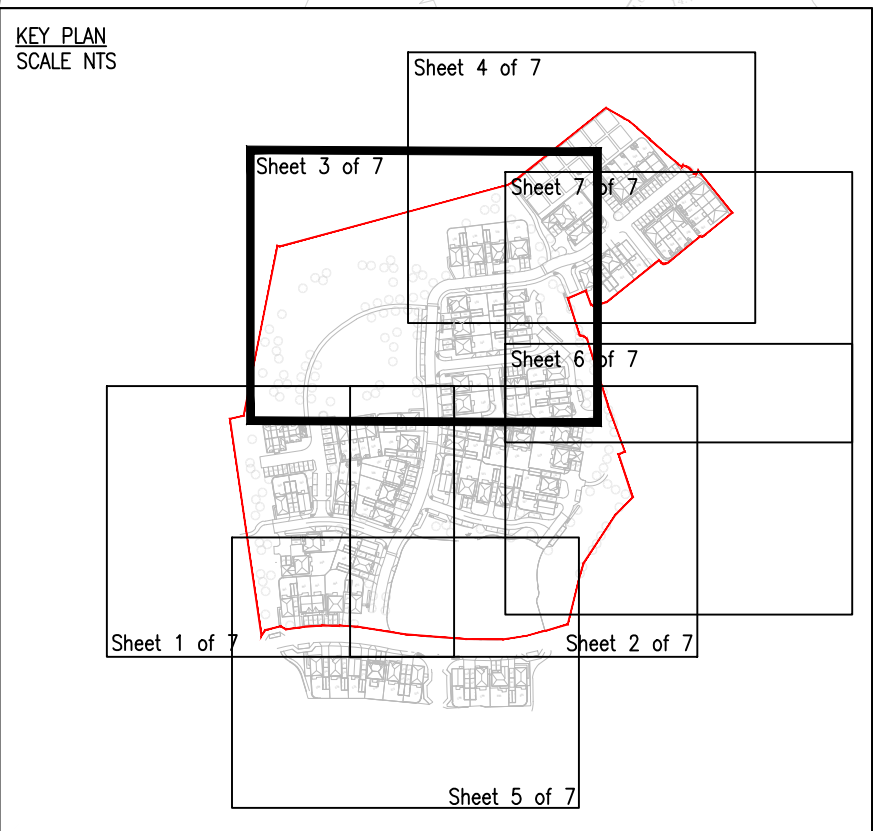 KEY PLAN
SCALE NTS
Sheet 4 of 7
Sheet 3 of 7
Sheet 7 of 7
Sheet 6 of 7
Sheet 1 of 7
Sheet 2 of 7
Sheet 5 of 7